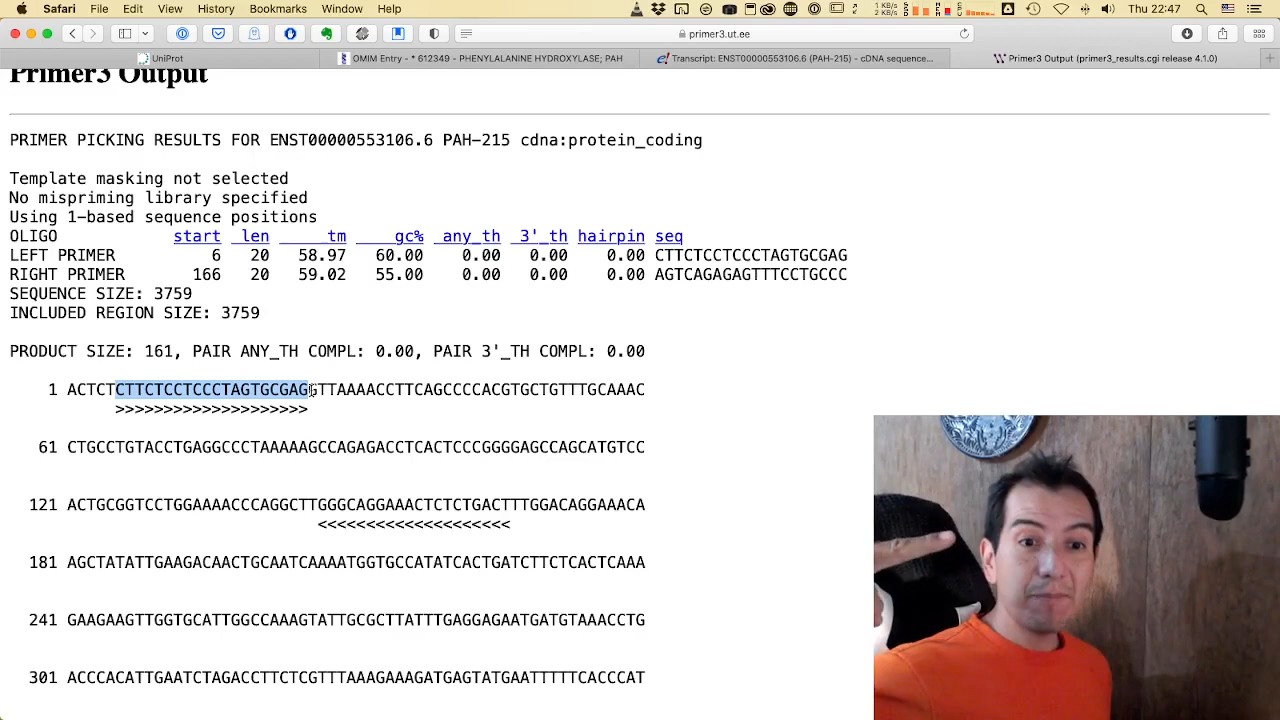 Safari File Edit View History Bookmarks Window Help Thu 22:47
primer3.ut.ee
UniProt OMIM Entry - * 612349 - PHENYLALANINE HYDROXYLASE; PAH Transcript: ENST00000553106.6 (PAH-215) - cDNA sequence... Primer3 Output (primer3_results.cgi release 4.1.0)
Primer3 Output
PRIMER PICKING RESULTS FOR ENST00000553106.6 PAH-215 cdna:protein_coding
Template masking not selected
No mispriming library specified
Using 1-based sequence positions
OLIGO start len tm gc% any_th 3'_th hairpin seq
LEFT PRIMER 6 20 58.97 60.00 0.00 0.00 0.00 CTTCTCCTCCCTAGTGCGAG
RIGHT PRIMER 166 20 59.02 55.00 0.00 0.00 0.00 AGTCAGAGAGTTTCCTGCCC
SEQUENCE SIZE: 3759
INCLUDED REGION SIZE: 3759
PRODUCT SIZE: 161, PAIR ANY_TH COMPL: 0.00, PAIR 3'_TH COMPL: 0.00
1 ACTCTCTTCTCCTCCCTAGTGCGAGGTTAAAACCTTCAGCCCCACGTGCTGTTTGCAAAC
>>>>>>>>>>>>>>>>>>>>
61 CTGCCTGTACCTGAGGCCCTAAAAAGCCAGAGACCTCACTCCCGGGGAGCCAGCATGTCC
121 ACTGCGGTCCTGGAAAACCCAGGCTTGGGCAGGAAACTCTCTGACTTTGGACAGGAAACA
<<<<<<<<<<<<<<<<<<<<
181 AGCTATATTGAAGACAACTGCAATCAAAATGGTGCCATATCACTGATCTTCTCACTCAAA
241 GAAGAAGTTGGTGCATTGGCCAAAGTATTGCGCTTATTTGAGGAGAATGATGTAAACCTG
301 ACCCACATTGAATCTAGACCTTCTCGTTTAAAGAAAGATGAGTATGAATTTTTCACCCAT